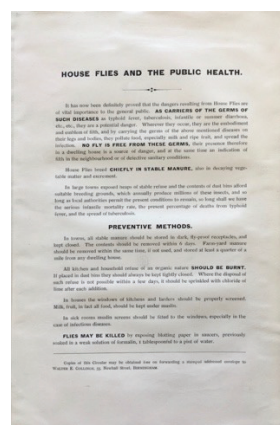 HOUSE FLIES AND THE PUBLIC HEALTH.
It has now been definitely proved that the dangers resulting from House Flies are
of vital importance to the general public. AS CARRIERS OF THE GERMS OF
SUCH DISEASES as typhoid fever, tuberculosis, infantile or summer diarrhœa,
etc., etc., they are a potential danger. Wherever they occur, they are the embodiment
and emblem of filth, and by carrying the germs of the above mentioned diseases on
their legs and bodies, they pollute food, especially milk and ripe fruit, and spread the
infection. NO FLY IS FREE FROM THESE GERMS, their presence therefore
in a dwelling house is a source of danger, and at the same time an indication of
filth in the neighbourhood or of defective sanitary conditions.
House Flies breed CHIEFLY IN STABLE MANURE, also in decaying vege-
table matter and excrement.
In large towns exposed heaps of stable refuse and the contents of dust bins afford
suitable breeding grounds, which annually produce millions of these insects, and so
long as local authorities permit the present conditions to remain, so long shall we have
the serious infantile mortality rate, the present percentage of deaths from typhoid
fever, and the spread of tuberculosis.
PREVENTIVE METHODS.
In towns, all stable manure should be stored in dark, fly-proof receptacles, and
kept closed. The contents should be removed within 6 days. Farm-yard manure
should be removed within the same time, if not used, and stored at least a quarter of a
mile from any dwelling house.
All kitchen and household refuse of an organic nature SHOULD BE BURNT.
If placed in dust bins they should always be kept tightly closed. Where the disposal of
such refuse is not possible within a few days, it should be sprinkled with chloride of
lime after each addition.
In houses the windows of kitchens and larders should be properly screened.
Milk, fruit, in fact all food, should be kept under muslin.
In sick rooms muslin screens should be fitted to the windows, especially in the
case of infectious diseases.
FLIES MAY BE KILLED by exposing blotting paper in saucers, previously
soaked in a weak solution of formalin, 1 tablespoonful to a pint of water.
Copies of this Circular may be obtained free on forwarding a stamped addressed envelope to
WALTER E. COLLINGE, 55 Newhall Street, Birmingham